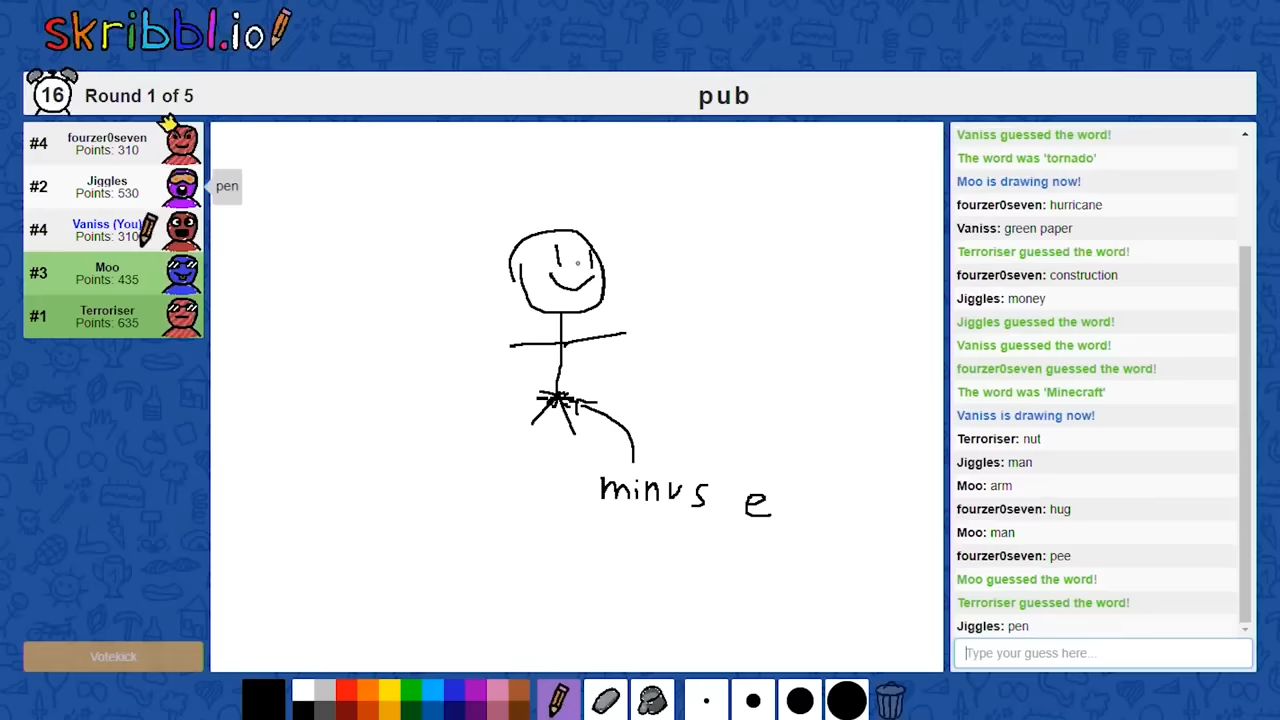 skribbl.io
16
Round 1 of 5
pub
#4
fourzer0seven
Points: 310
#2
Jiggles
Points: 530
pen
#4
Vaniss (You)
Points: 310
#3
Moo
Points: 435
#1
Terroriser
Points: 635
Votekick
minus e
Vaniss guessed the word!
The word was 'tornado'
Moo is drawing now!
fourzer0seven: hurricane
Vaniss: green paper
Terroriser guessed the word!
fourzer0seven: construction
Jiggles: money
Jiggles guessed the word!
Vaniss guessed the word!
fourzer0seven guessed the word!
The word was 'Minecraft'
Vaniss is drawing now!
Terroriser: nut
Jiggles: man
Moo: arm
fourzer0seven: hug
Moo: man
fourzer0seven: pee
Moo guessed the word!
Terroriser guessed the word!
Jiggles: pen
Type your guess here...